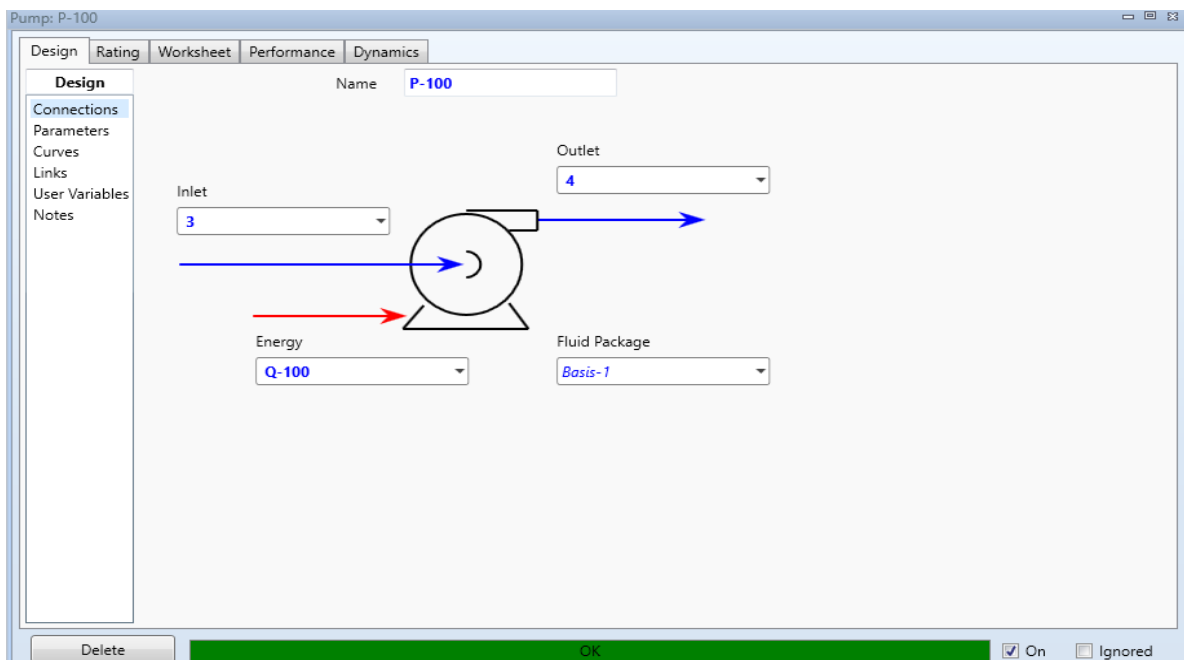 Pump: P-100
Design Rating Worksheet Performance Dynamics
Design
Connections
Parameters
Curves
Links
User Variables
Notes
Name P-100
Outlet
4
Inlet
3
Energy
Q-100
Fluid Package
Basis-1
Delete OK On Ignored